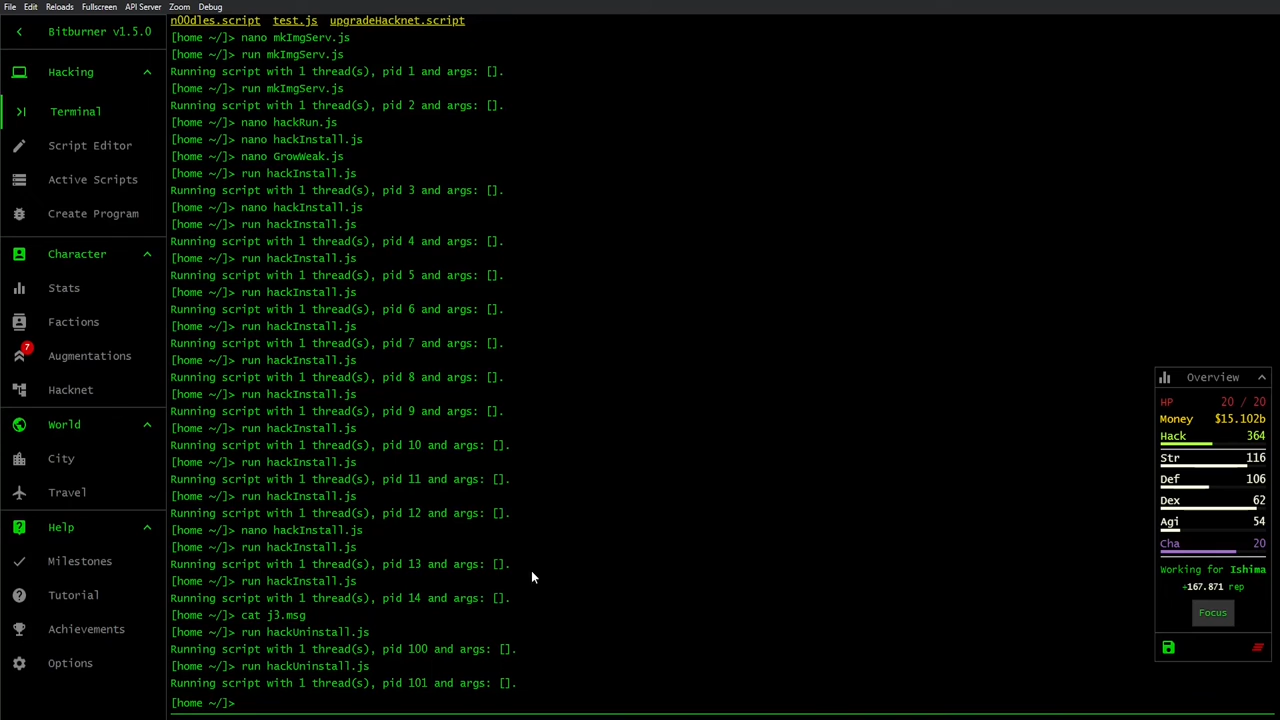 File Edit Reloads Fullscreen API Server Zoom Debug
Bitburner v1.5.0
Hacking
Terminal
Script Editor
Active Scripts
Create Program
Character
Stats
Factions
7
Augmentations
Hacknet
World
City
Travel
Help
Milestones
Tutorial
Achievements
Options
n00dles.script test.js upgradeHacknet.script
[home ~/]> nano mkImgServ.js
[home ~/]> run mkImgServ.js
Running script with 1 thread(s), pid 1 and args: [].
[home ~/]> run mkImgServ.js
Running script with 1 thread(s), pid 2 and args: [].
[home ~/]> nano hackRun.js
[home ~/]> nano hackInstall.js
[home ~/]> nano GrowWeak.js
[home ~/]> run hackInstall.js
Running script with 1 thread(s), pid 3 and args: [].
[home ~/]> nano hackInstall.js
[home ~/]> run hackInstall.js
Running script with 1 thread(s), pid 4 and args: [].
[home ~/]> run hackInstall.js
Running script with 1 thread(s), pid 5 and args: [].
[home ~/]> run hackInstall.js
Running script with 1 thread(s), pid 6 and args: [].
[home ~/]> run hackInstall.js
Running script with 1 thread(s), pid 7 and args: [].
[home ~/]> run hackInstall.js
Running script with 1 thread(s), pid 8 and args: [].
[home ~/]> run hackInstall.js
Running script with 1 thread(s), pid 9 and args: [].
[home ~/]> run hackInstall.js
Running script with 1 thread(s), pid 10 and args: [].
[home ~/]> run hackInstall.js
Running script with 1 thread(s), pid 11 and args: [].
[home ~/]> run hackInstall.js
Running script with 1 thread(s), pid 12 and args: [].
[home ~/]> nano hackInstall.js
[home ~/]> run hackInstall.js
Running script with 1 thread(s), pid 13 and args: [].
[home ~/]> run hackInstall.js
Running script with 1 thread(s), pid 14 and args: [].
[home ~/]> cat j3.msg
[home ~/]> run hackUninstall.js
Running script with 1 thread(s), pid 100 and args: [].
[home ~/]> run hackUninstall.js
Running script with 1 thread(s), pid 101 and args: [].
[home ~/]>
Overview
HP 20 / 20
Money $15.102b
Hack 364
Str 116
Def 106
Dex 62
Agi 54
Cha 20
Working for Ishima
+167.871 rep
Focus